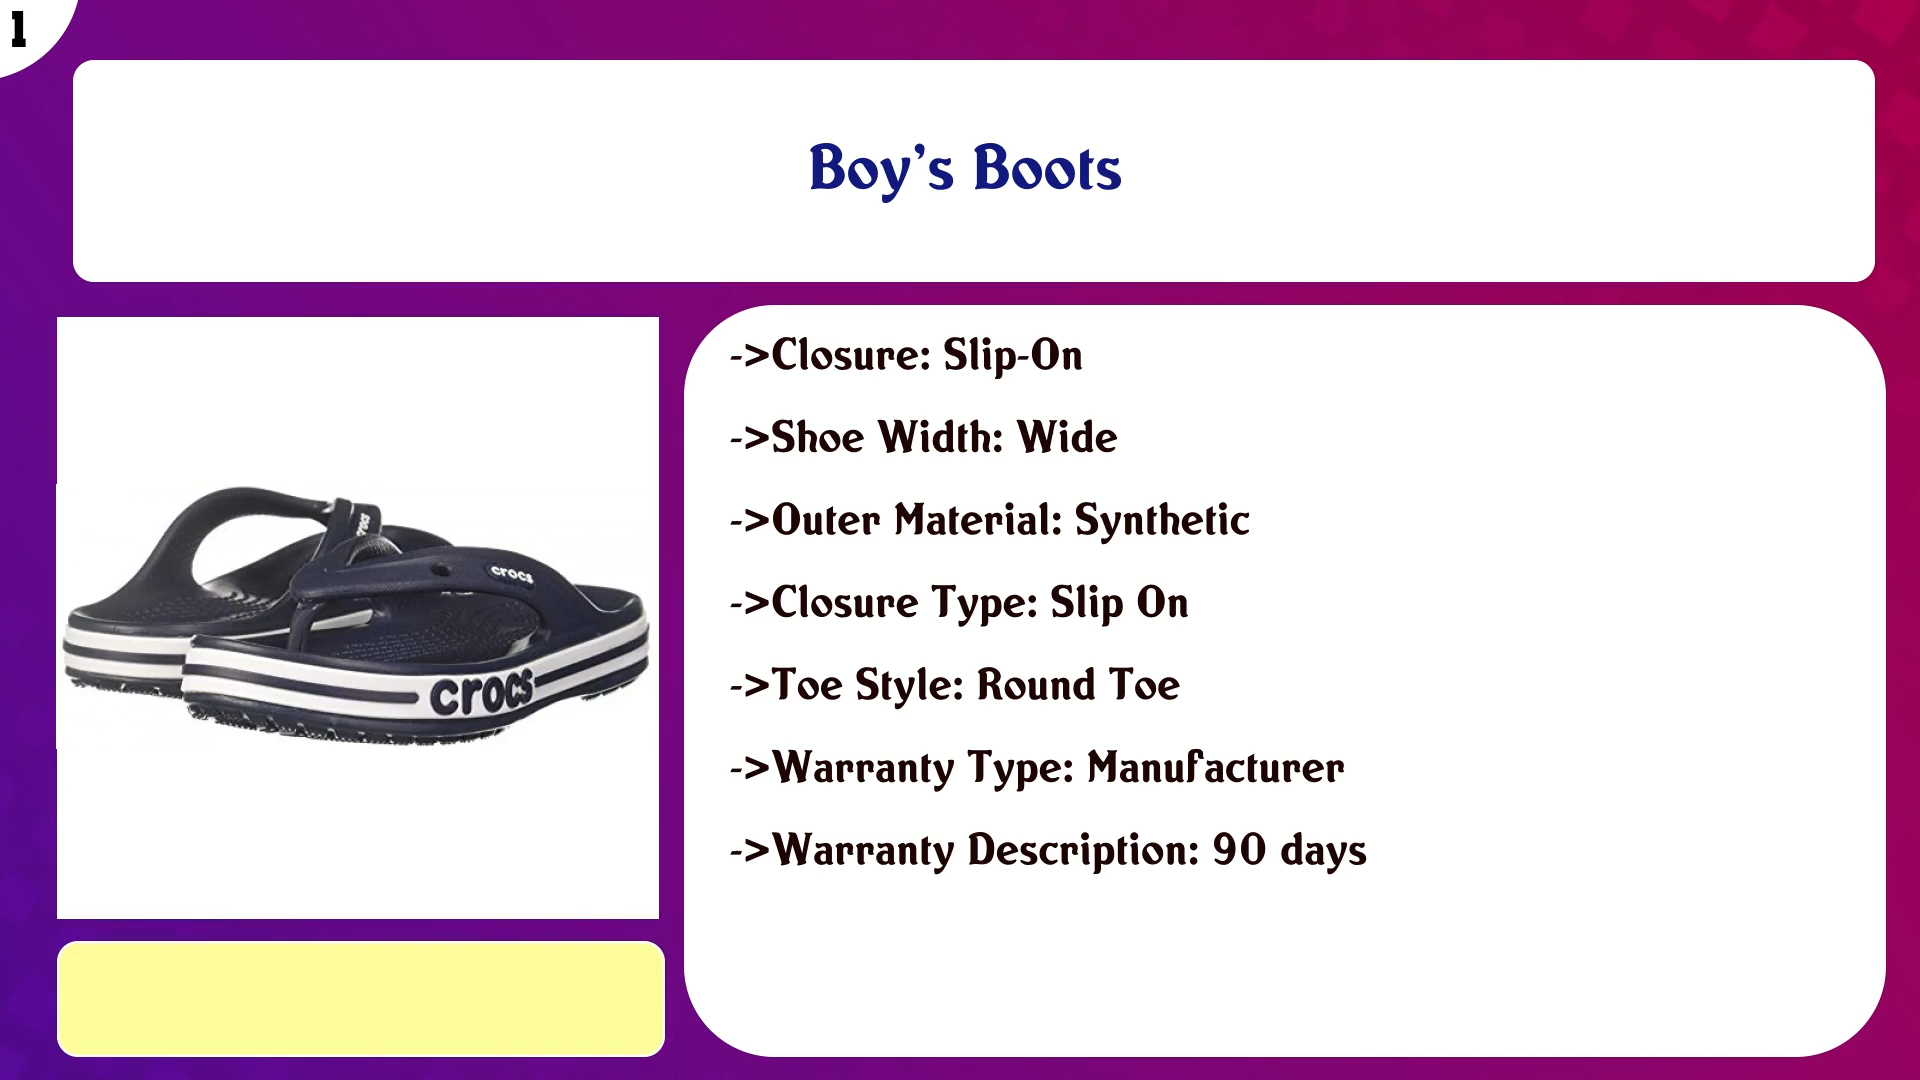 1
Boy's Boots
->Closure: Slip-On
->Shoe Width: Wide
->Outer Material: Synthetic
->Closure Type: Slip On
->Toe Style: Round Toe
->Warranty Type: Manufacturer
->Warranty Description: 90 days
crocs
crocs
crocs